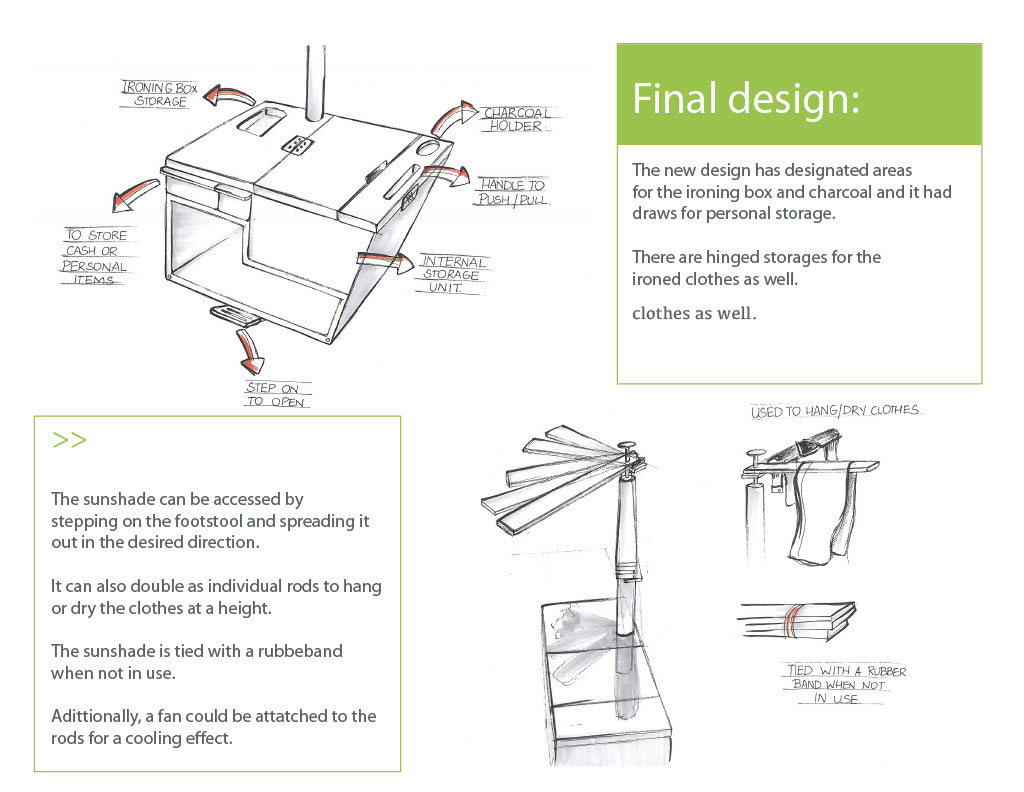 IRONING BOX
STORAGE
CHARCOAL
HOLDER
HANDLE TO
PUSH/PULL.
TO STORE
CASH OR
PERSONAL
ITEMS
INTERNAL
STORAGE
UNIT.
STEP ON
TO OPEN
Final design:
The new design has designated areas
for the ironing box and charcoal and it had
draws for personal storage.
There are hinged storages for the
ironed clothes as well.
clothes as well.
>>
The sunshade can be accessed by
stepping on the footstool and spreading it
out in the desired direction.
It can also double as individual rods to hang
or dry the clothes at a height.
The sunshade is tied with a rubbeband
when not in use.
Adittionally, a fan could be attatched to the
rods for a cooling effect.
USED TO HANG/DRY CLOTHES.
TIED WITH A RUBBER
BAND WHEN NOT
IN USE